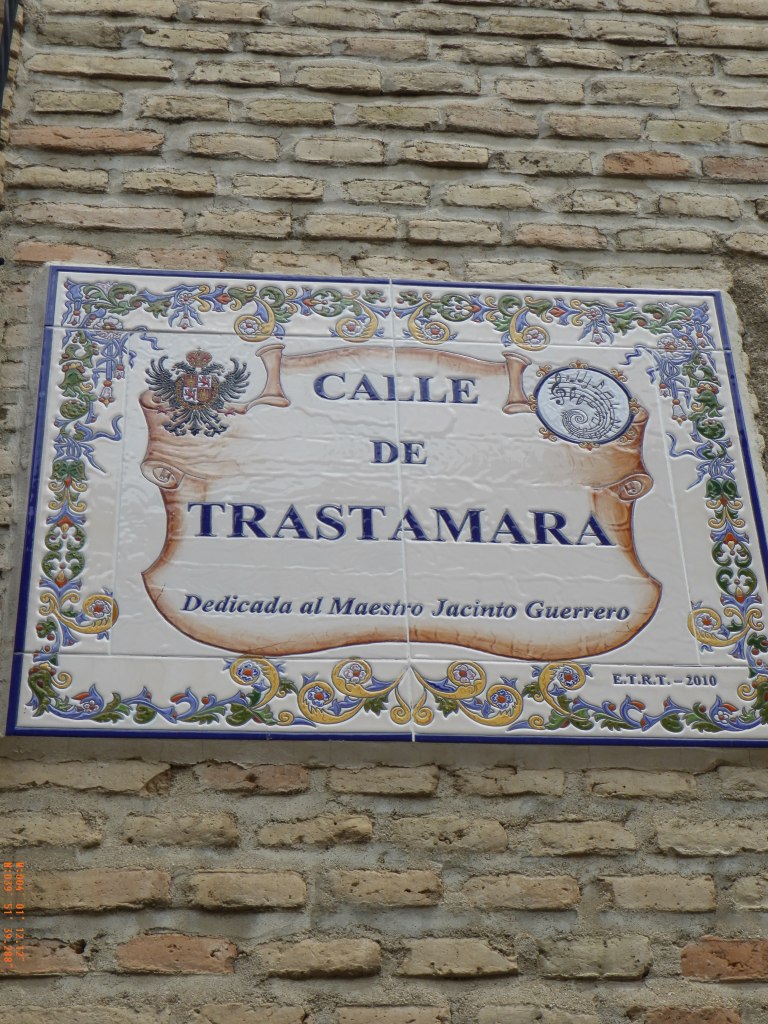 CALLE
DE
TRASTAMARA
Dedicada al Maestro Jacinto Guerrero
E.T.R.T. - 2010